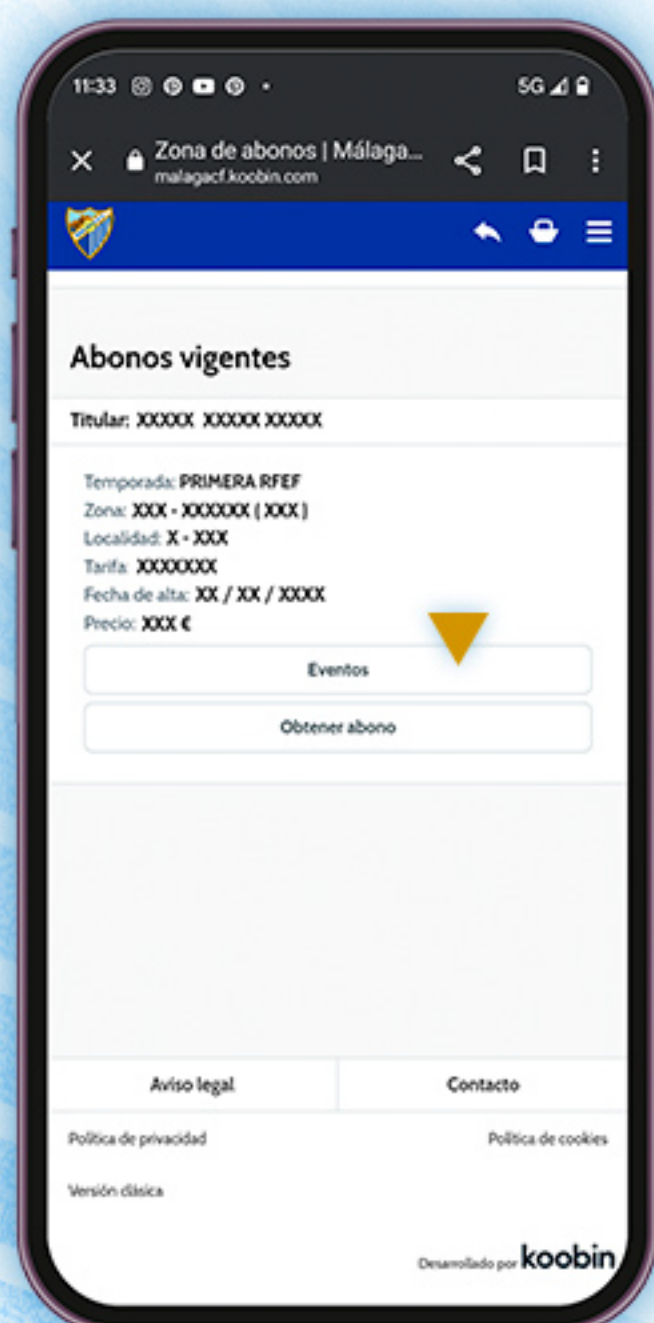 11:33
5G
Zona de abonos | Málaga...
malagacf.koobin.com
Abonos vigentes
Titular: XXXXX XXXXX XXXXX
Temporada: PRIMERA RFEF
Zona: XXX - XXXXXX ( XXX )
Localidad: X - XXX
Tarifa: XXXXXXX
Fecha de alta: XX / XX / XXXX
Precio: XXX €
Eventos
Obtener abono
Aviso legal
Contacto
Política de privacidad
Política de cookies
Versión clásica
Desarrollado por koobin